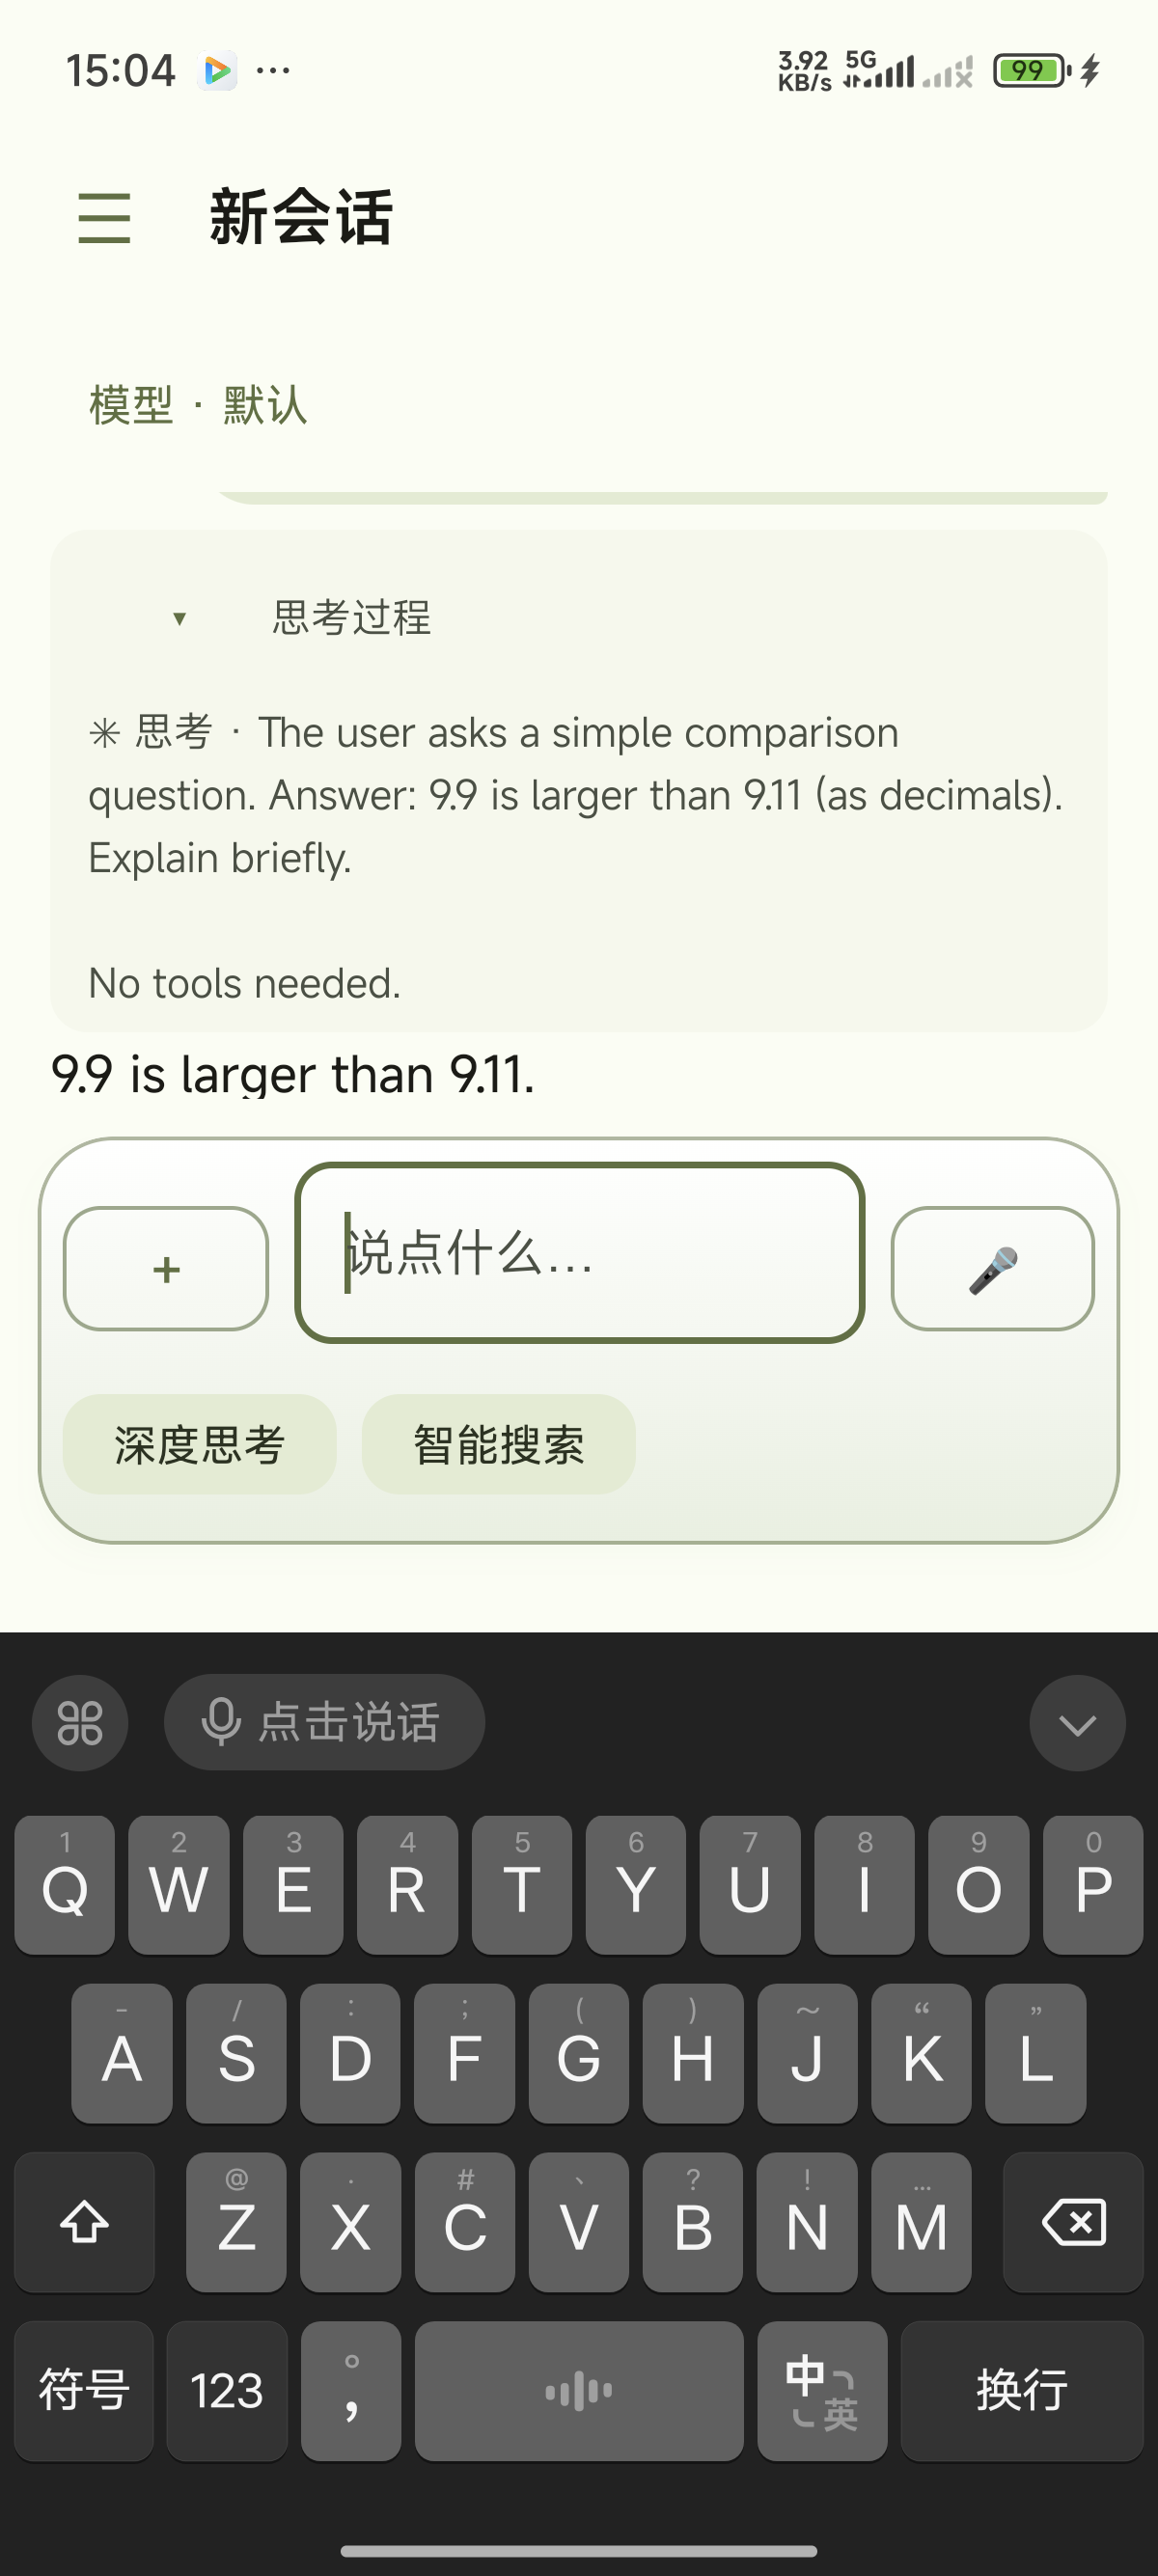 15:04 ...
3.92 KB/s 5G 99
新会话
模型 · 默认
▾ 思考过程
✳ 思考 · The user asks a simple comparison
question. Answer: 9.9 is larger than 9.11 (as decimals).
Explain briefly.
No tools needed.
9.9 is larger than 9.11.
+ 说点什么... 🎤
深度思考 智能搜索
点击说话
1 2 3 4 5 6 7 8 9 0
Q W E R T Y U I O P
- / : ; ( ) ～ “ ”
A S D F G H J K L
@ . # 、 ? ! ...
Z X C V B N M
符号 123 。 ， 中 英 换行